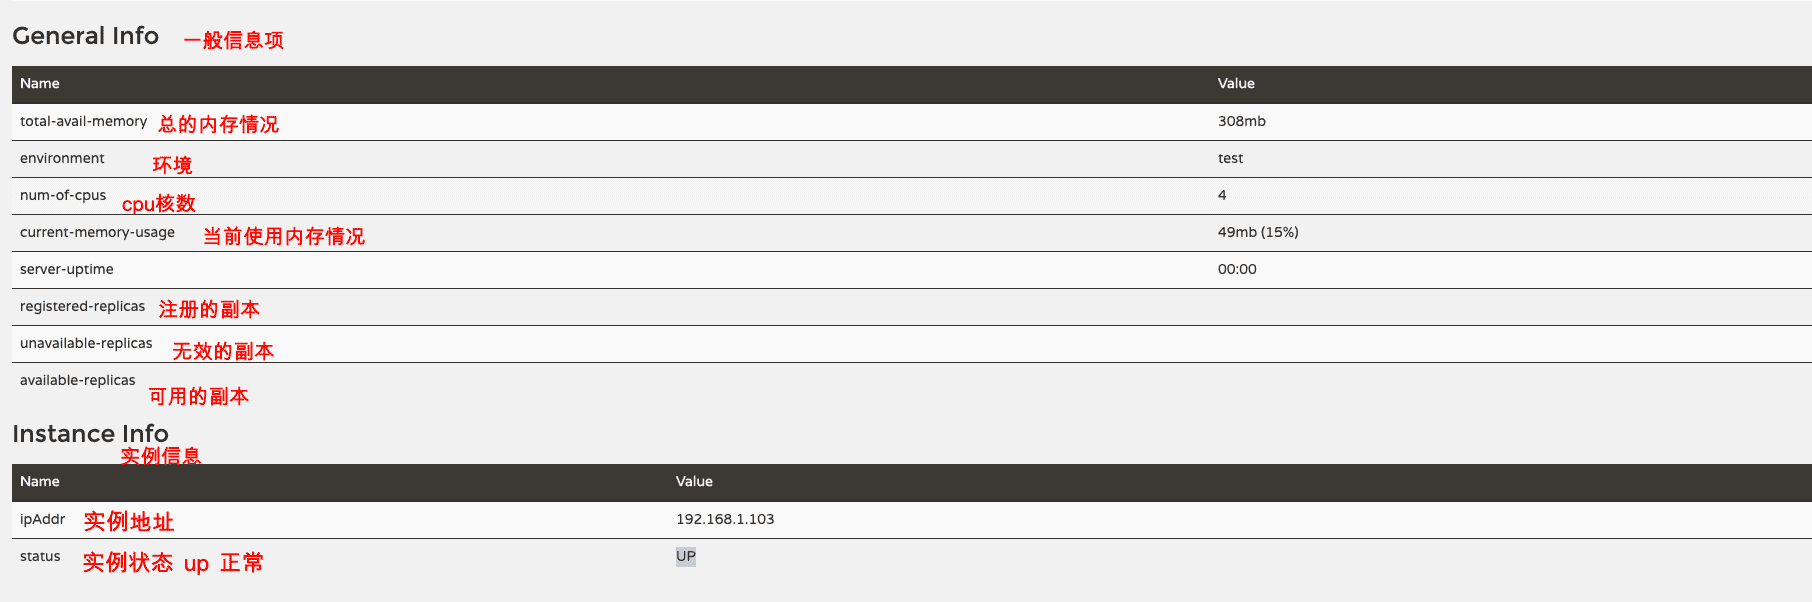 General Info 一般信息项
Name Value
total-avail-memory 总的内存情况 308mb
environment 环境 test
num-of-cpus cpu核数 4
current-memory-usage 当前使用内存情况 49mb (15%)
server-uptime 00:00
registered-replicas 注册的副本
unavailable-replicas 无效的副本
available-replicas 可用的副本
Instance Info
实例信息
Name Value
ipAddr 实例地址 192.168.1.103
status 实例状态 up 正常 UP